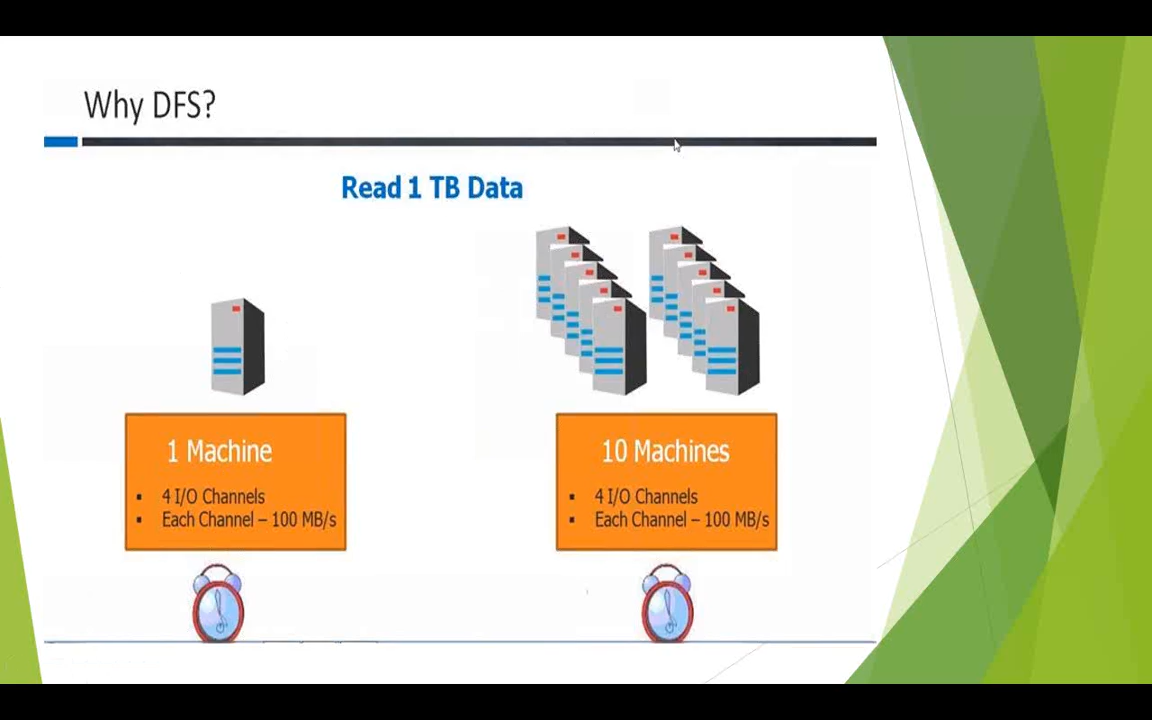 Why DFS?
Read 1 TB Data
1 Machine
▪ 4 I/O Channels
▪ Each Channel – 100 MB/s
10 Machines
▪ 4 I/O Channels
▪ Each Channel – 100 MB/s